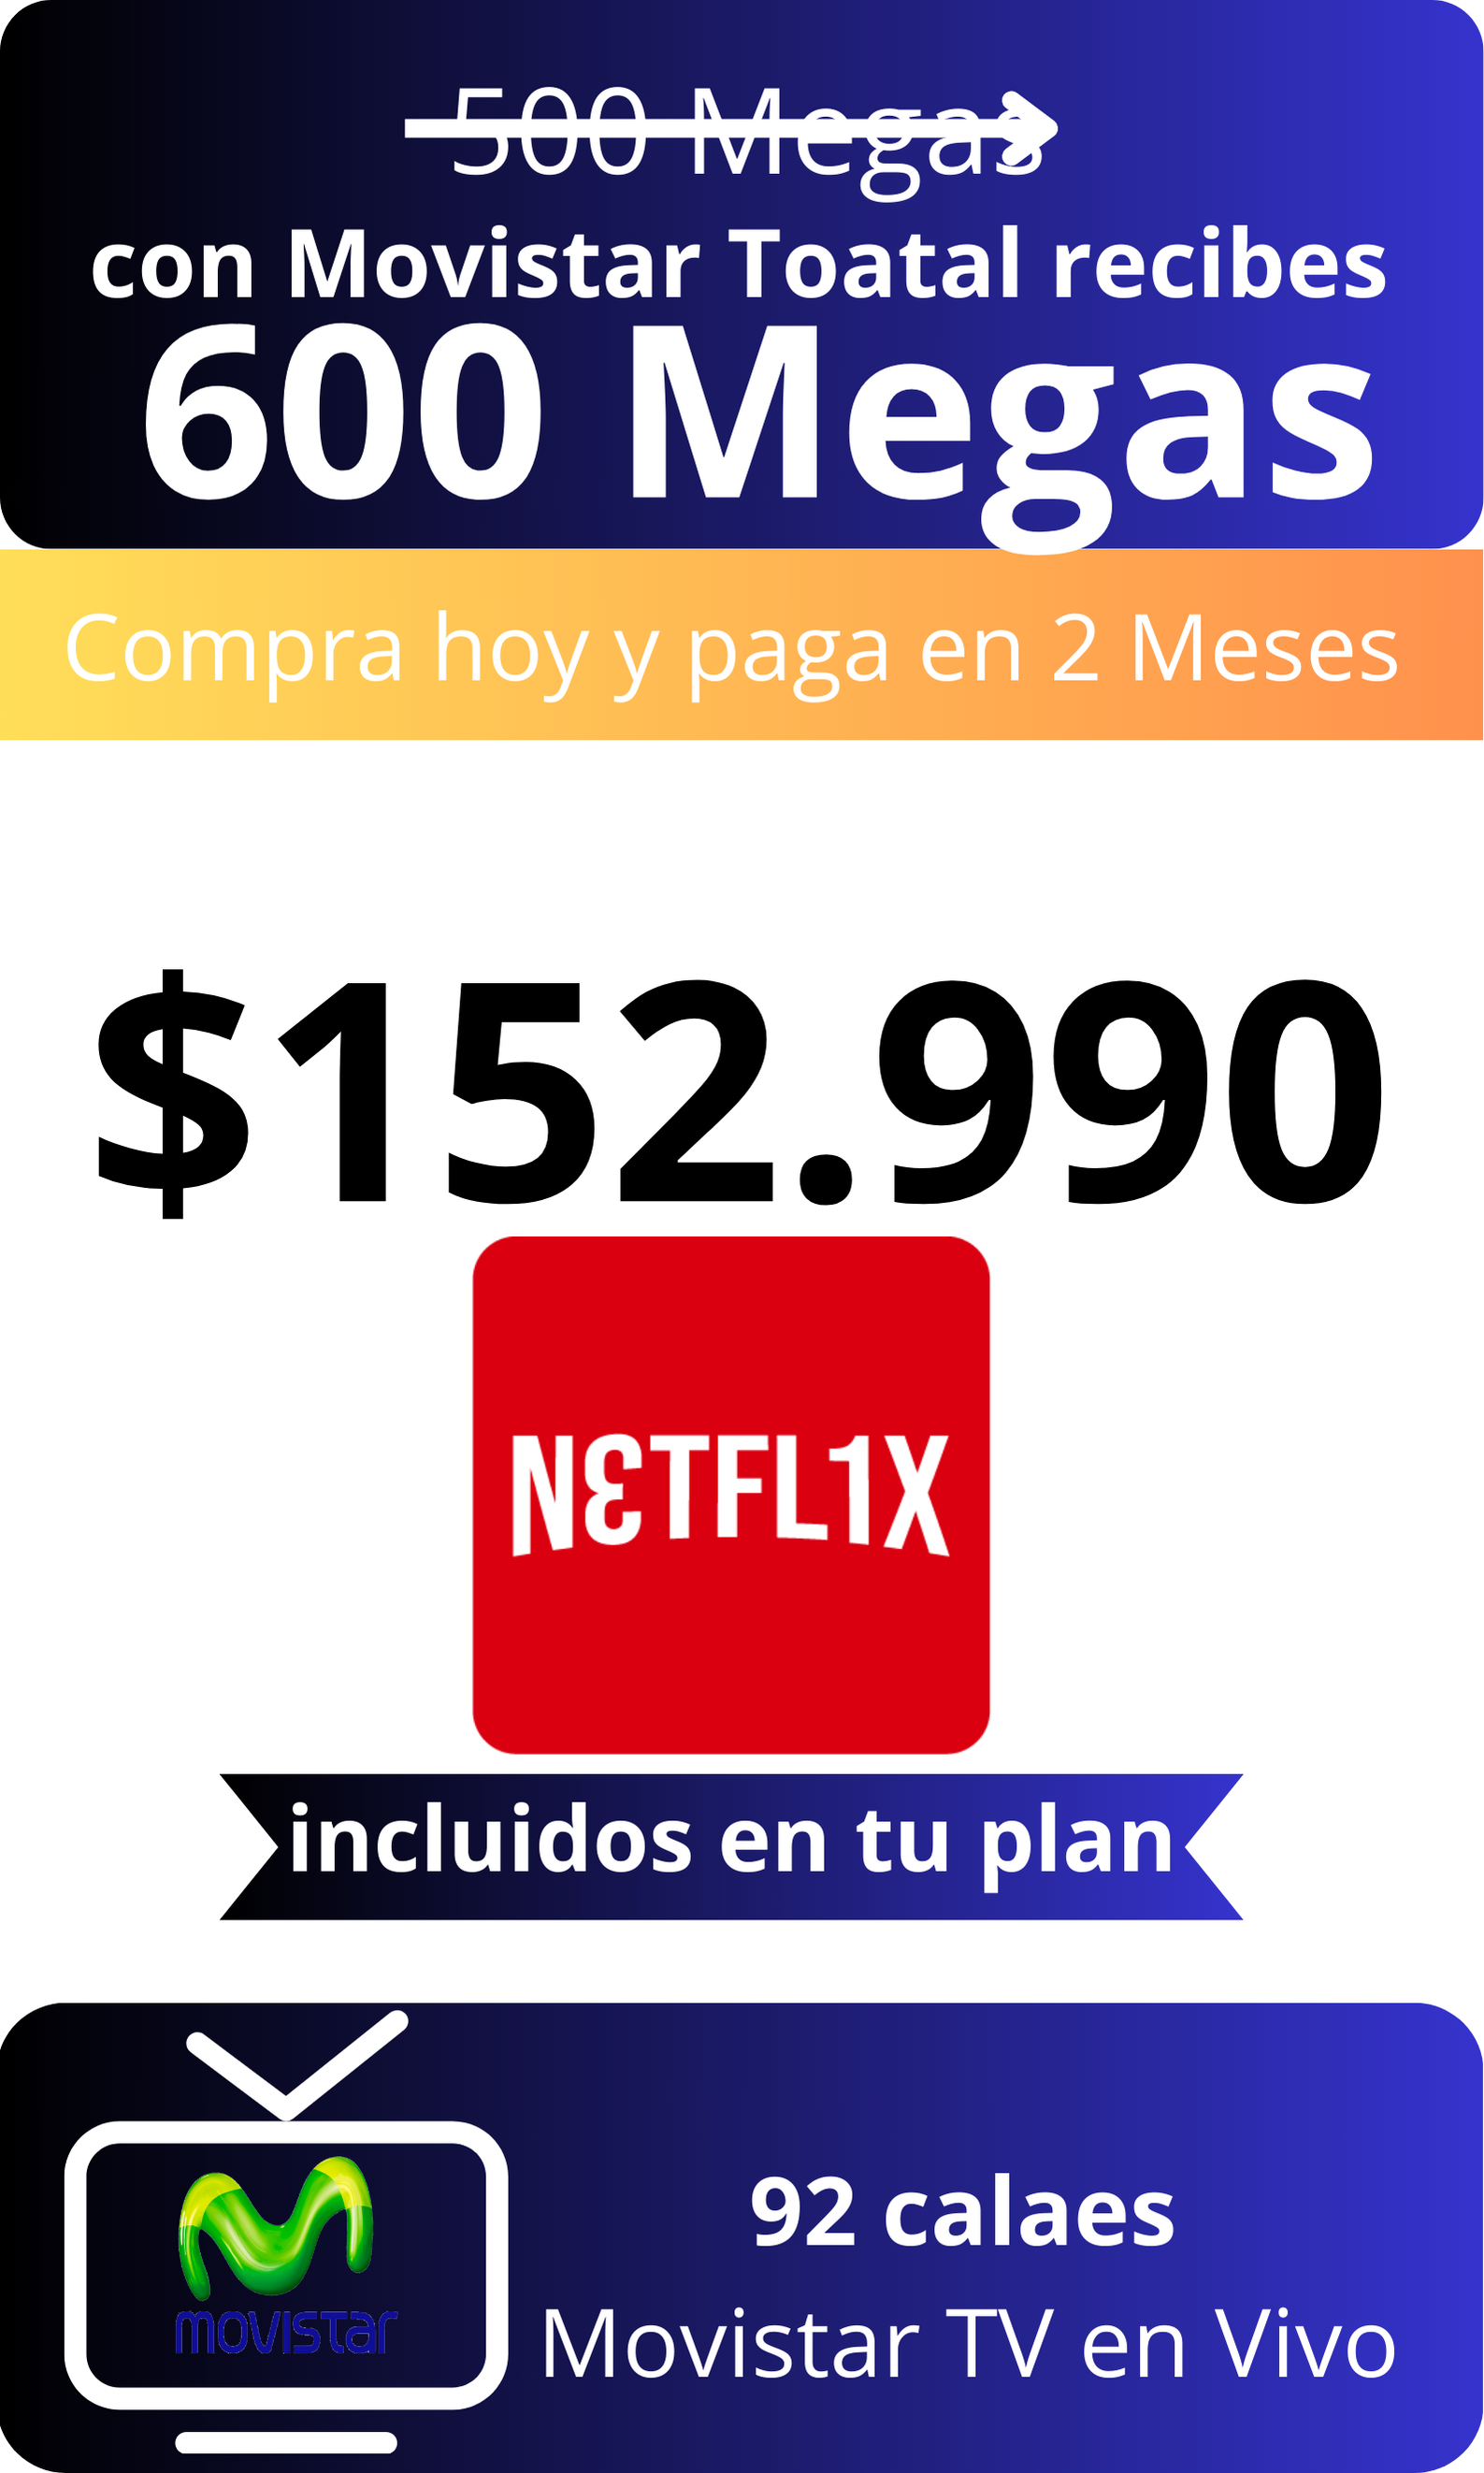 500 Megas
con Movistar Toatal recibes
600 Megas
Compra hoy y paga en 2 Meses
$152.990
NƐTFL1X
incluidos en tu plan
movistar
92 calaes
Movistar TV en Vivo